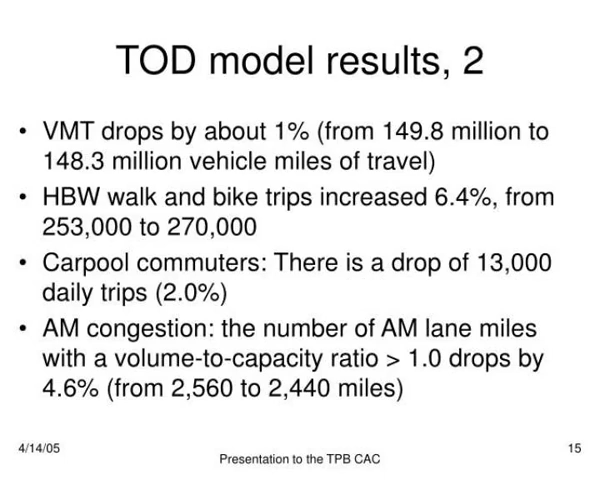 TOD model results, 2
• VMT drops by about 1% (from 149.8 million to
148.3 million vehicle miles of travel)
• HBW walk and bike trips increased 6.4%, from
253,000 to 270,000
• Carpool commuters: There is a drop of 13,000
daily trips (2.0%)
• AM congestion: the number of AM lane miles
with a volume-to-capacity ratio > 1.0 drops by
4.6% (from 2,560 to 2,440 miles)
4/14/05
Presentation to the TPB CAC
15